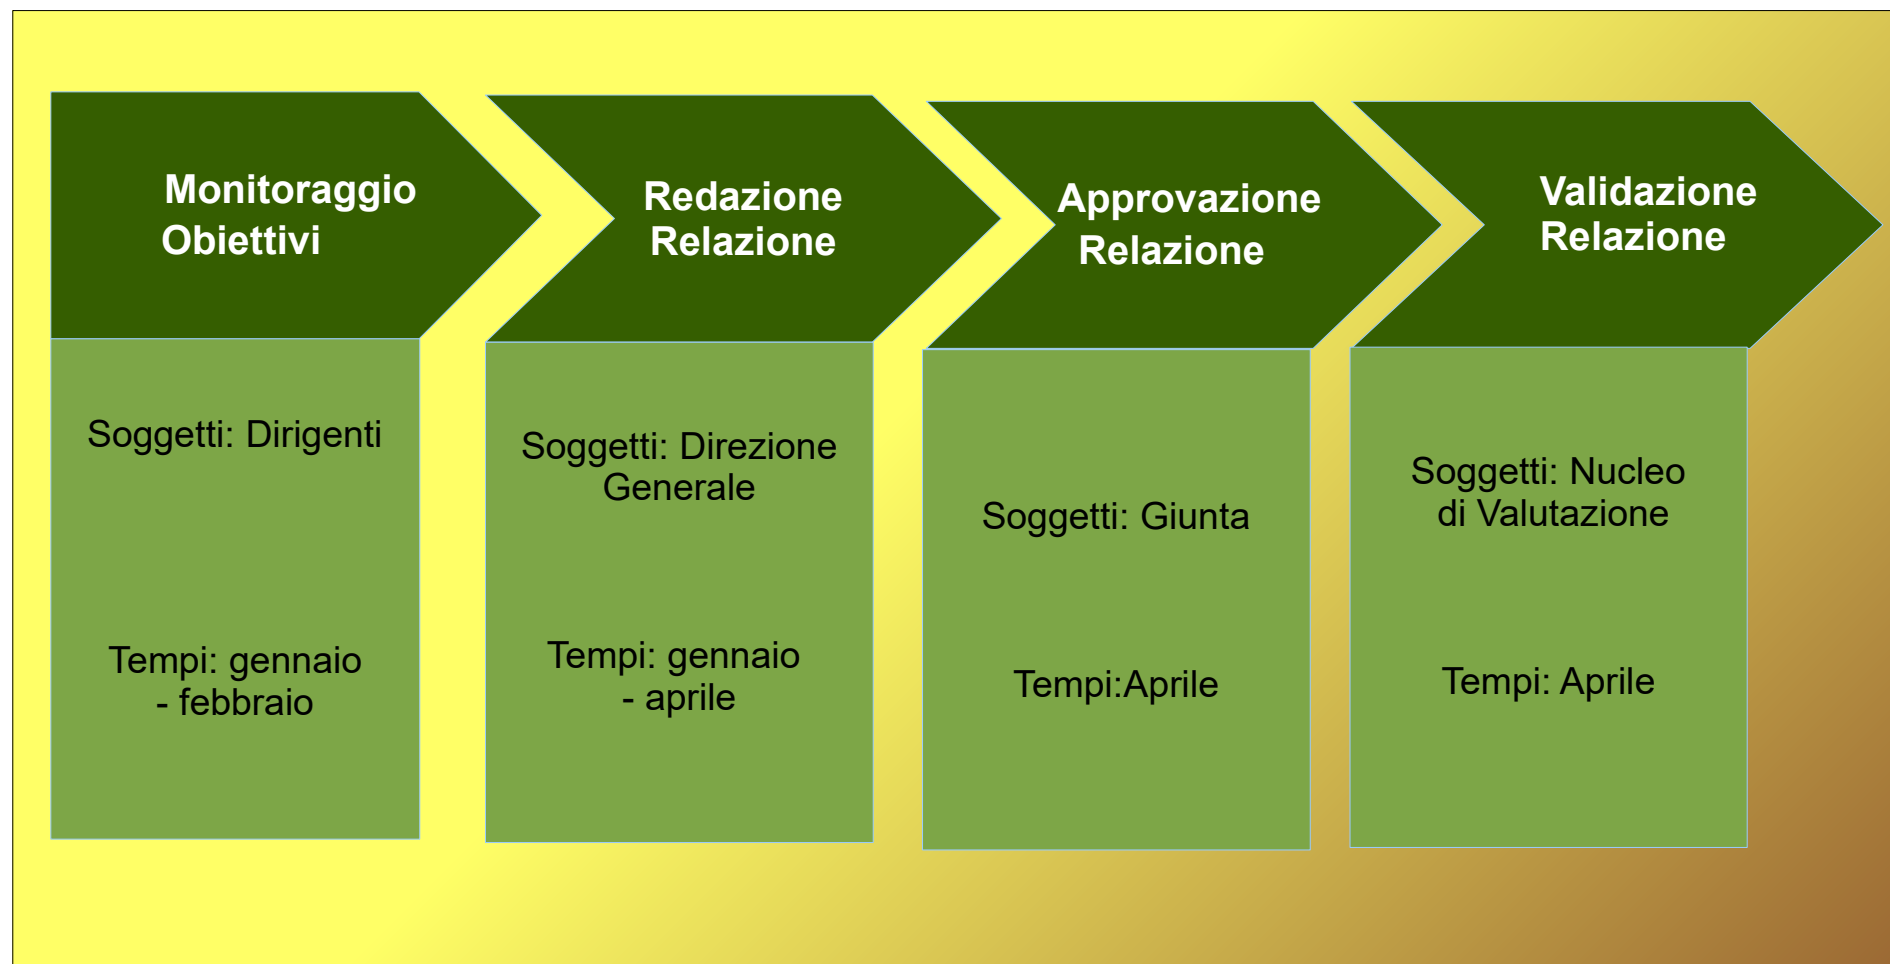 Monitoraggio
Obiettivi
Soggetti: Dirigenti
Tempi: gennaio
- febbraio
Redazione
Relazione
Soggetti: Direzione
Generale
Tempi: gennaio
- aprile
Approvazione
Relazione
Soggetti: Giunta
Tempi:Aprile
Validazione
Relazione
Soggetti: Nucleo
di Valutazione
Tempi: Aprile